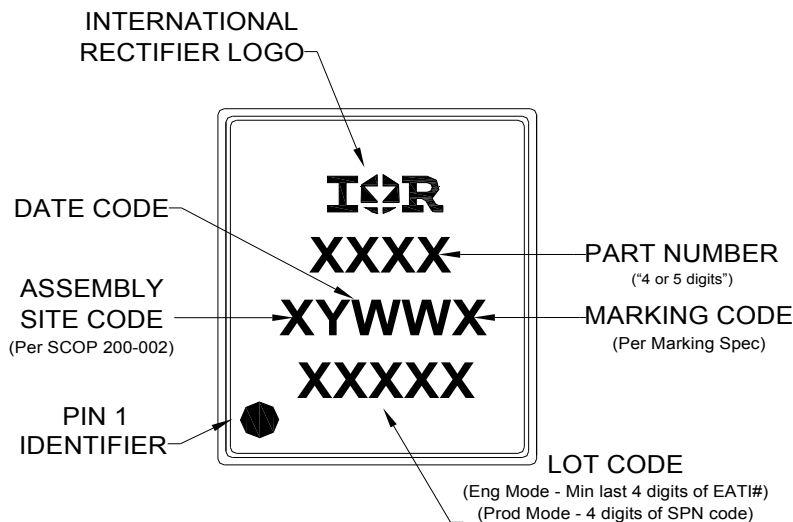 INTERNATIONAL
RECTIFIER LOGO
IOR
DATE CODE
XXXX
PART NUMBER
(“4 or 5 digits”)
ASSEMBLY
SITE CODE
(Per SCOP 200-002)
XYWWX
MARKING CODE
(Per Marking Spec)
XXXXX
PIN 1
IDENTIFIER
LOT CODE
(Eng Mode - Min last 4 digits of EATI#)
(Prod Mode - 4 digits of SPN code)